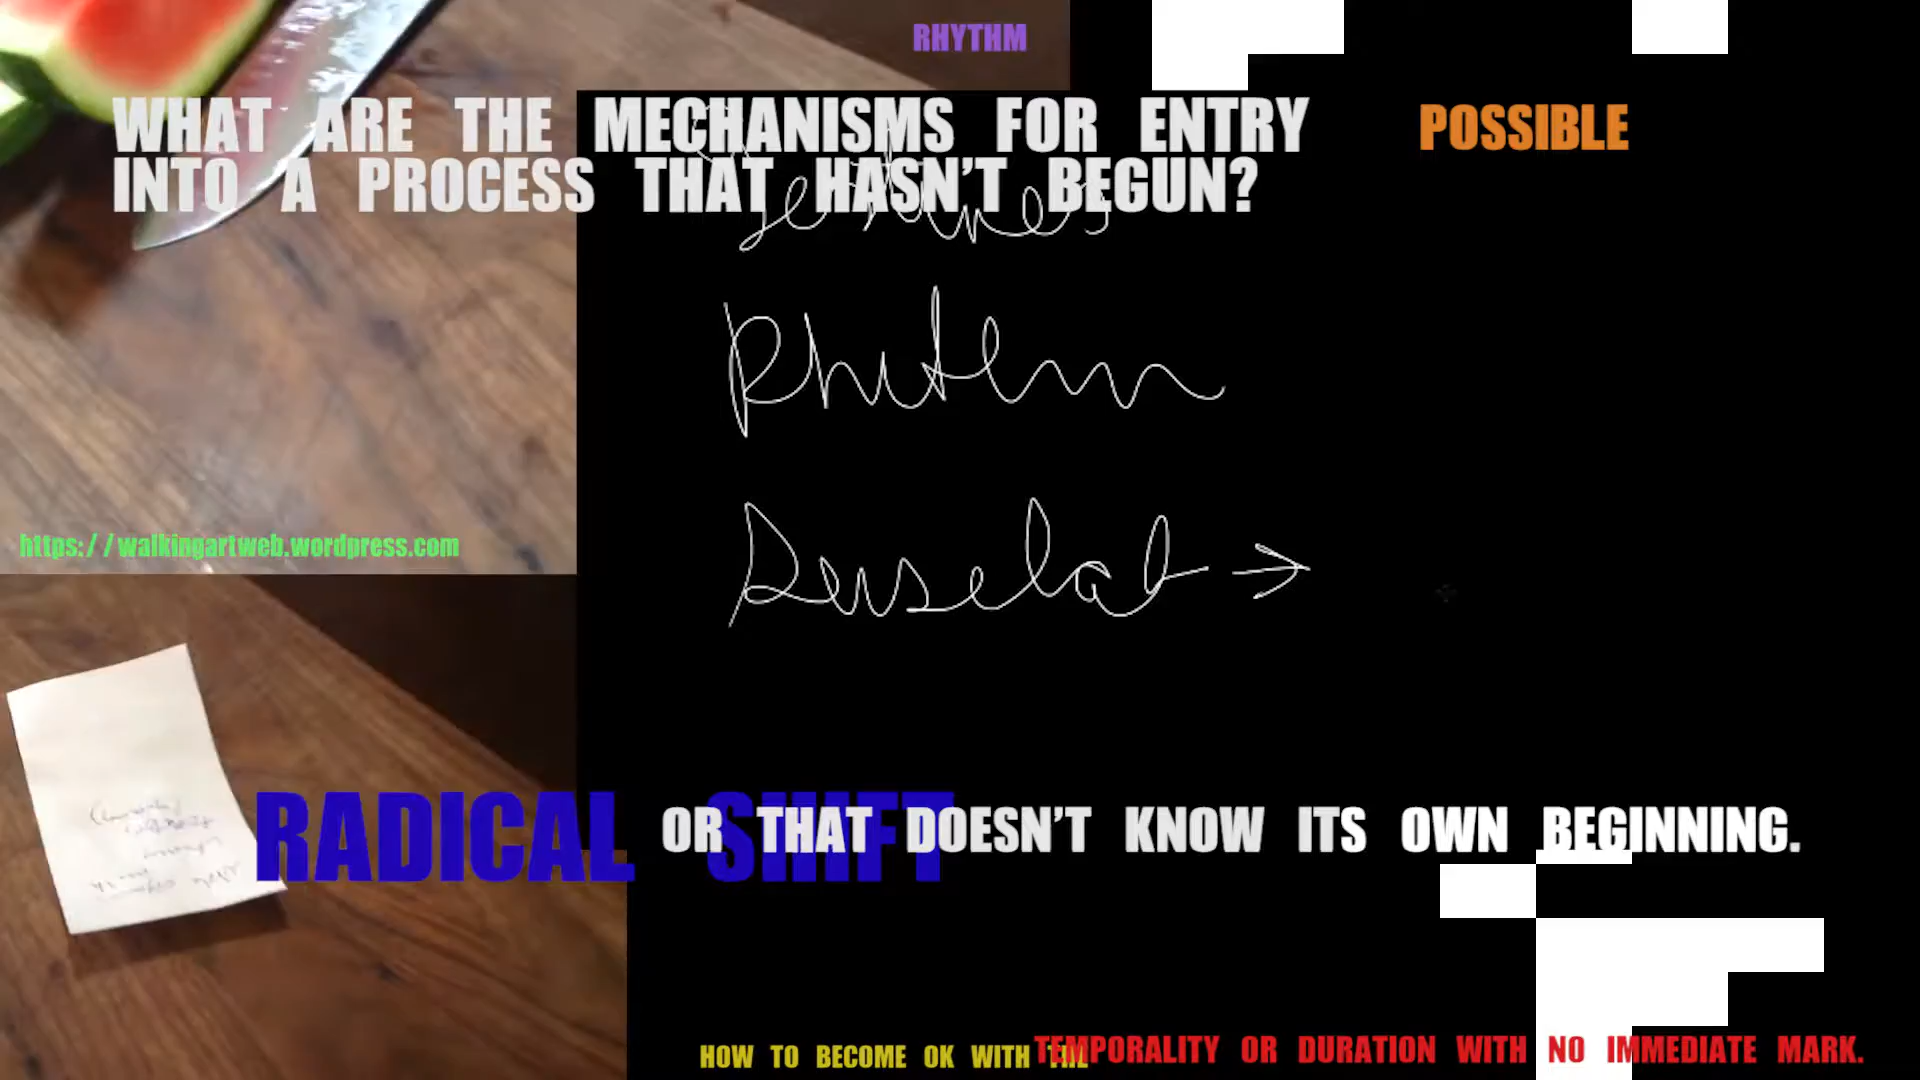 RHYTHM
WHAT ARE THE MECHANISMS FOR ENTRY
INTO A PROCESS THAT HASN'T BEGUN?
POSSIBLE
Rhithm
Senselab →
https://walkingartweb.wordpress.com
RADICAL SHIFT
OR THAT DOESN'T KNOW ITS OWN BEGINNING.
HOW TO BECOME OK WITH
TEMPORALITY OR DURATION WITH NO IMMEDIATE MARK.